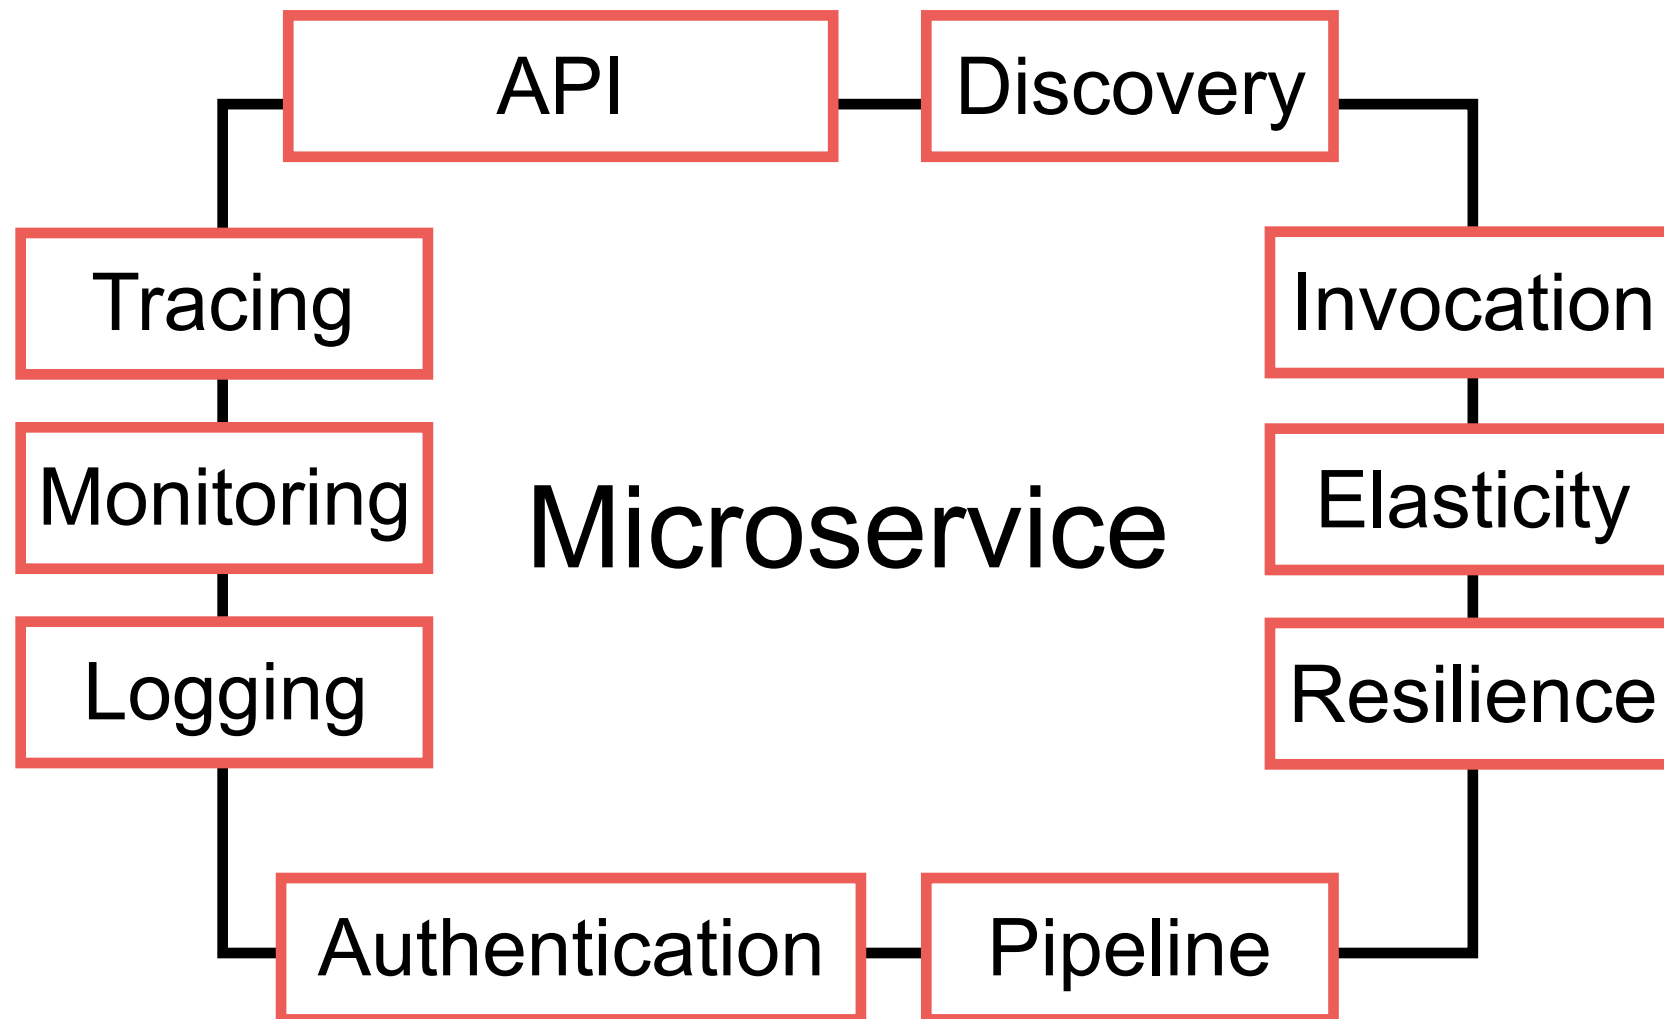 API
Discovery
Tracing
Invocation
Monitoring
Microservice
Elasticity
Logging
Resilience
Authentication
Pipeline